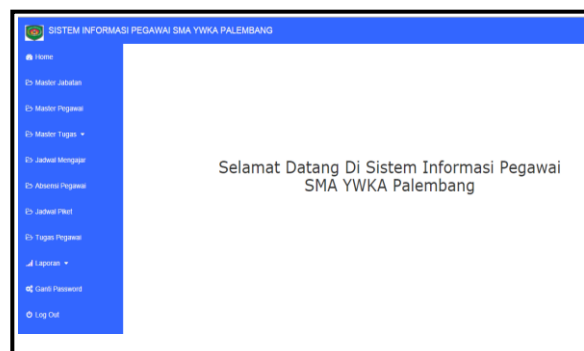 SISTEM INFORMASI PEGAWAI SMA YWKA PALEMBANG
Home
Master Jabatan
Master Pegawai
Master Tugas
Jadwal Mengajar
Absensi Pegawai
Jadwal Piket
Tugas Pegawai
Laporan
Ganti Password
Log Out
Selamat Datang Di Sistem Informasi Pegawai
SMA YWKA Palembang